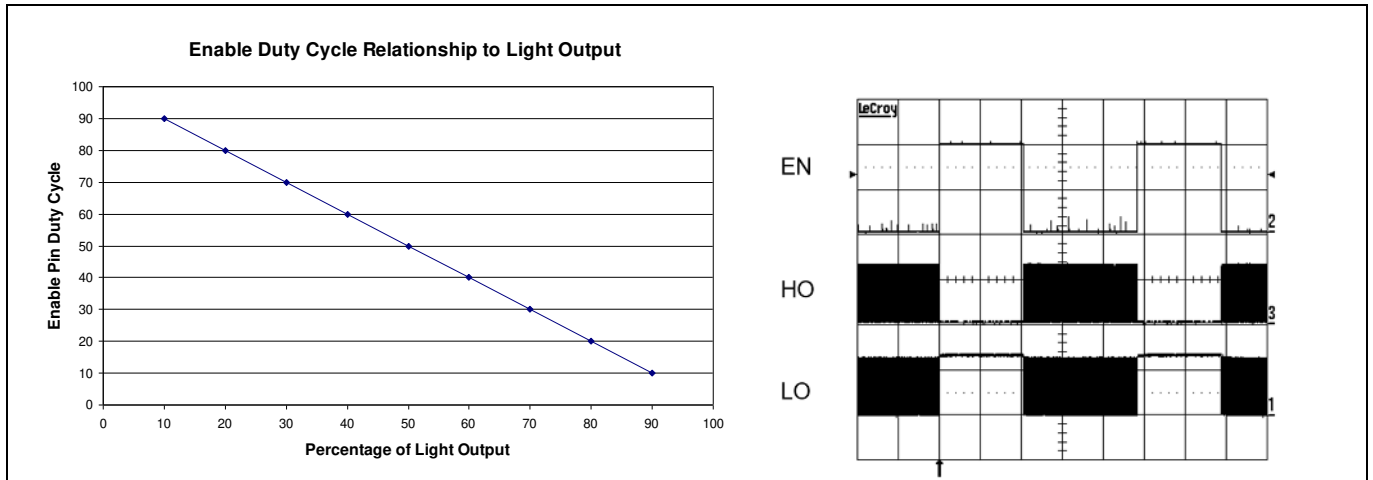 Enable Duty Cycle Relationship to Light Output
100
90
80
70
60
50
40
30
20
10
0
Enable Pin Duty Cycle
0 10 20 30 40 50 60 70 80 90 100
Percentage of Light Output
LeCroy
EN
2
HO
3
LO
1